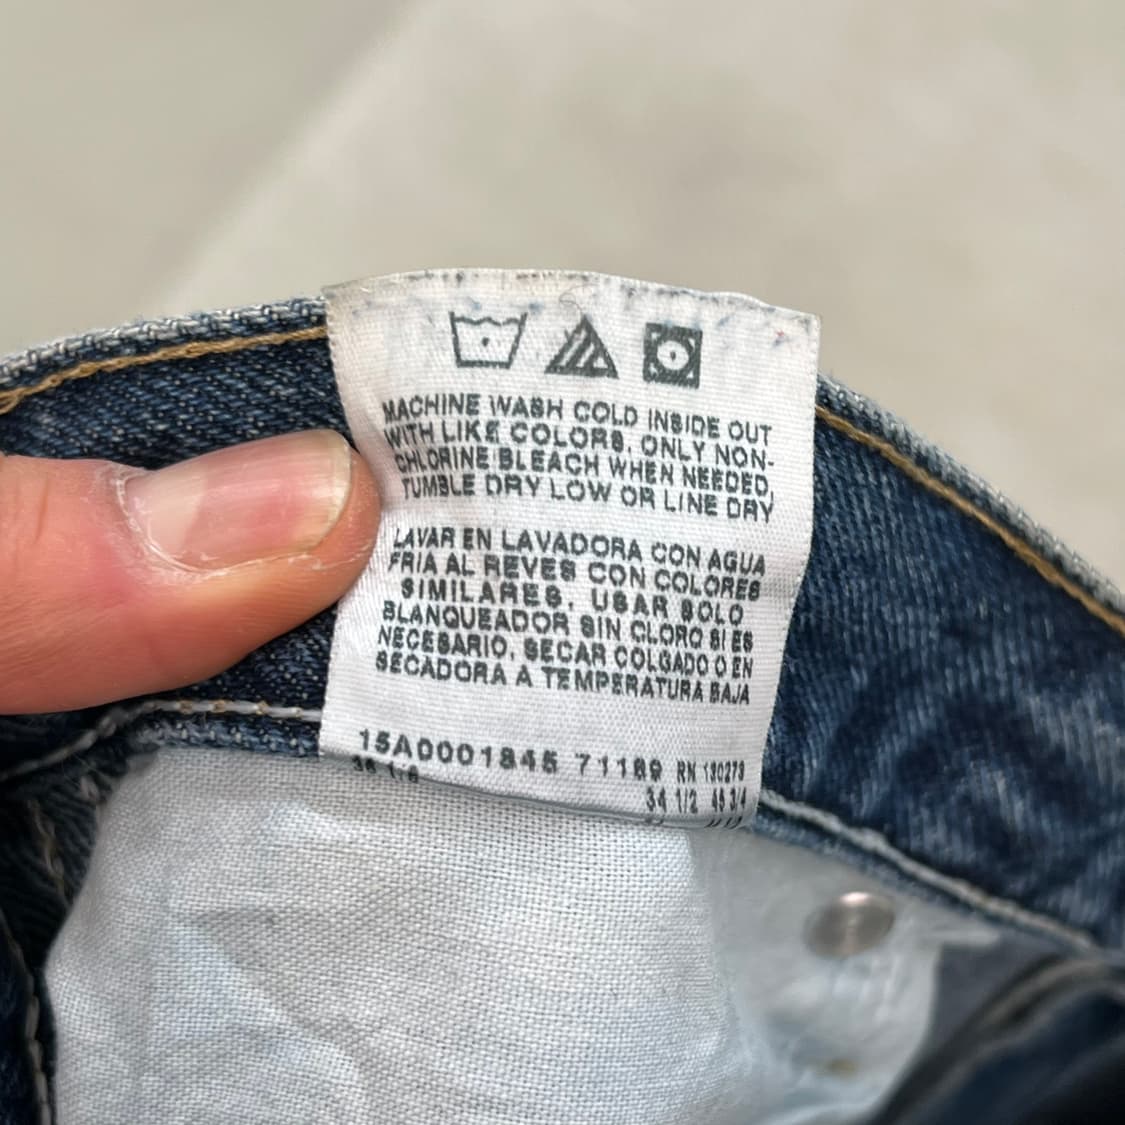 MACHINE WASH COLD INSIDE OUT
WITH LIKE COLORS. ONLY NON-
CHLORINE BLEACH WHEN NEEDED,
TUMBLE DRY LOW OR LINE DRY
LAVAR EN LAVADORA CON AGUA
FRIA AL REVES CON COLORES
SIMILARES. USAR SOLO
BLANQUEADOR SIN CLORO SI ES
NECESARIO. SECAR COLGADO O EN
SECADORA A TEMPERATURA BAJA
15A0001845 71189 RN 130273
34 1/2 3/4